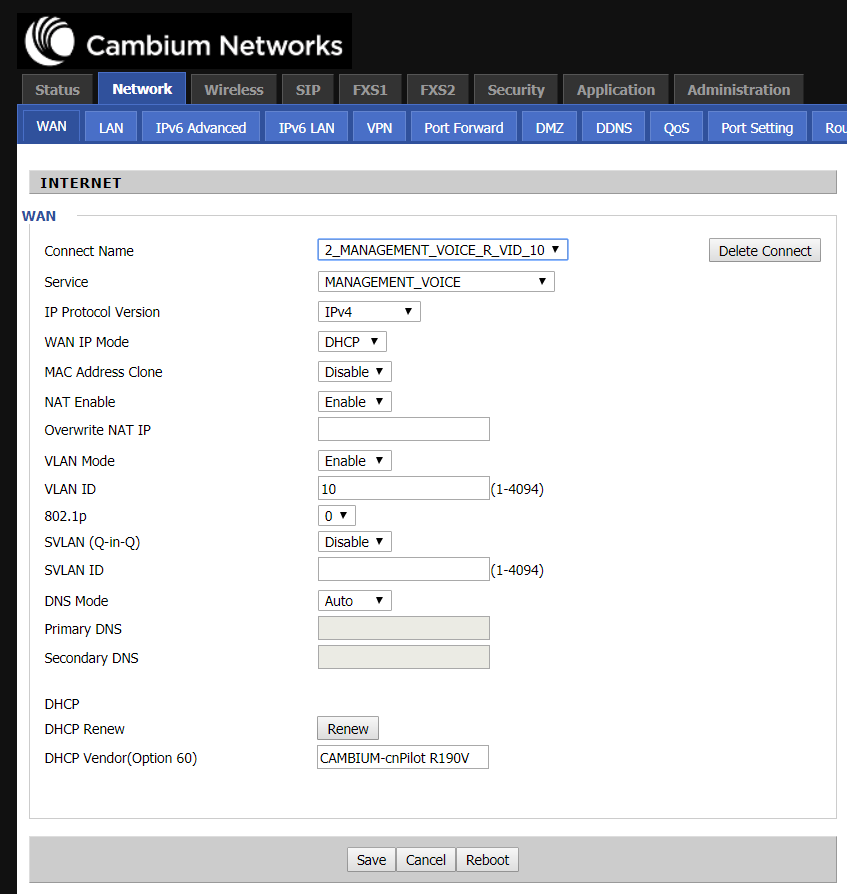 Cambium Networks
Status Network Wireless SIP FXS1 FXS2 Security Application Administration
WAN LAN IPv6 Advanced IPv6 LAN VPN Port Forward DMZ DDNS QoS Port Setting Rou
INTERNET
WAN
Connect Name 2_MANAGEMENT_VOICE_R_VID_10 Delete Connect
Service MANAGEMENT_VOICE
IP Protocol Version IPv4
WAN IP Mode DHCP
MAC Address Clone Disable
NAT Enable Enable
Overwrite NAT IP
VLAN Mode Enable
VLAN ID 10 (1-4094)
802.1p 0
SVLAN (Q-in-Q) Disable
SVLAN ID (1-4094)
DNS Mode Auto
Primary DNS
Secondary DNS
DHCP
DHCP Renew Renew
DHCP Vendor(Option 60) CAMBIUM-cnPilot R190V
Save Cancel Reboot